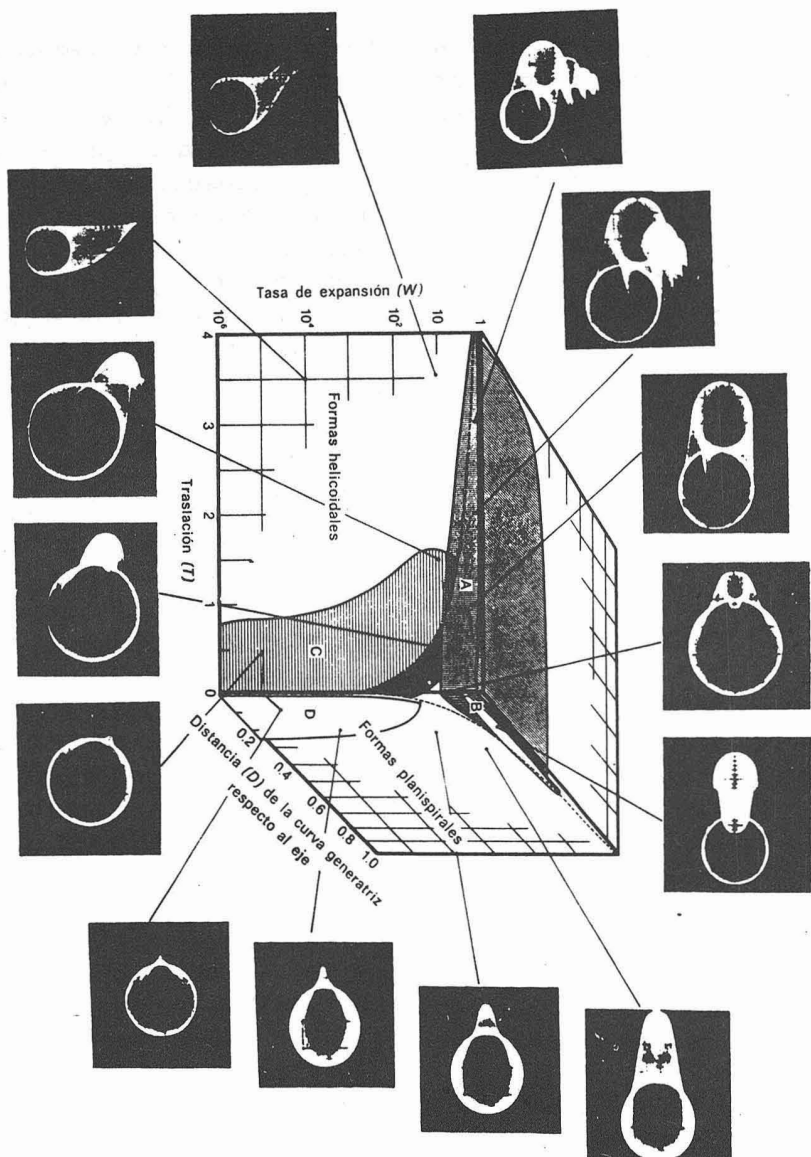 Tasa de expansión (W)
10⁶
10⁴
10²
10
1
4
3
2
1
0
Traslación (T)
Formas helicoidales
A
B
C
D
Formas planispirales
0.2
0.4
0.6
0.8
1.0
Distancia (D) de la curva generatriz
respecto al eje